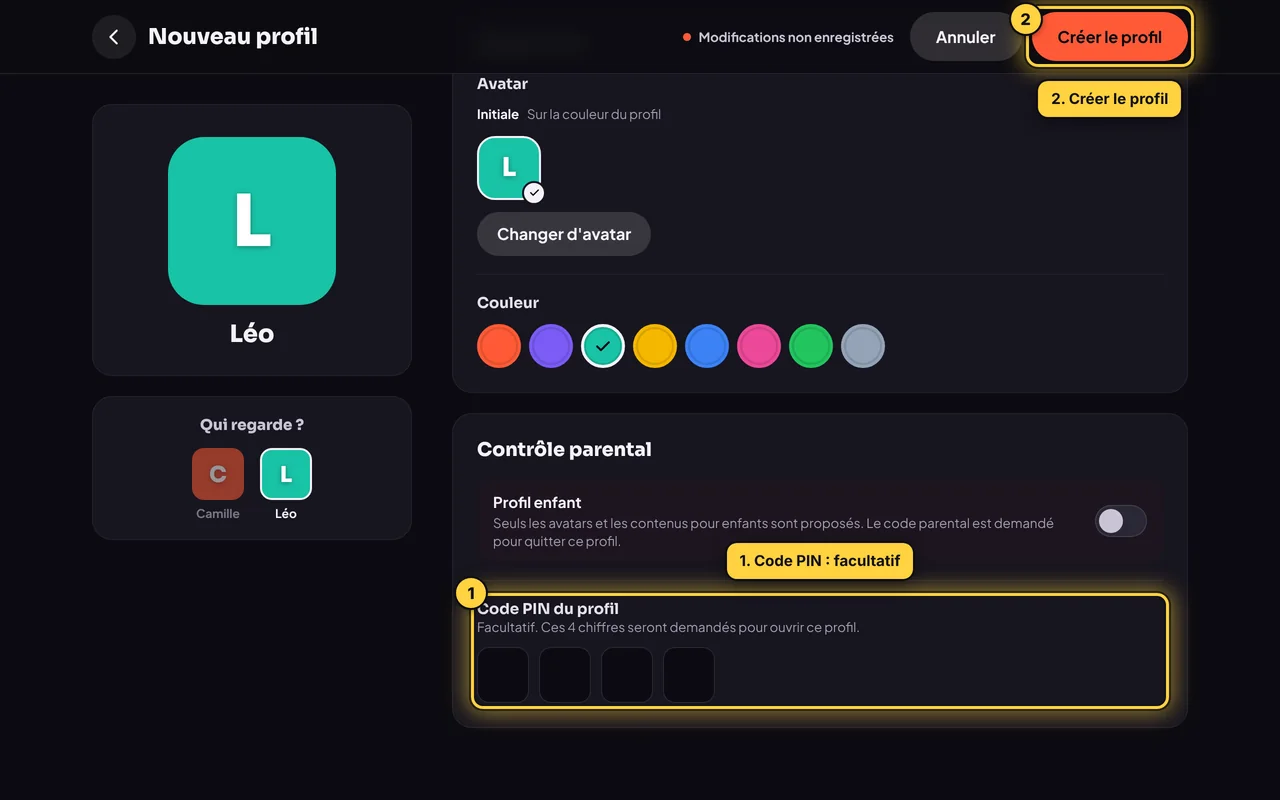 Nouveau profil
Modifications non enregistrées
Annuler
2
Créer le profil
2. Créer le profil
L
Léo
Qui regarde ?
C
L
Camille
Léo
Avatar
Initiale Sur la couleur du profil
L
Changer d'avatar
Couleur
Contrôle parental
Profil enfant
Seuls les avatars et les contenus pour enfants sont proposés. Le code parental est demandé
pour quitter ce profil.
1. Code PIN : facultatif
1
Code PIN du profil
Facultatif. Ces 4 chiffres seront demandés pour ouvrir ce profil.